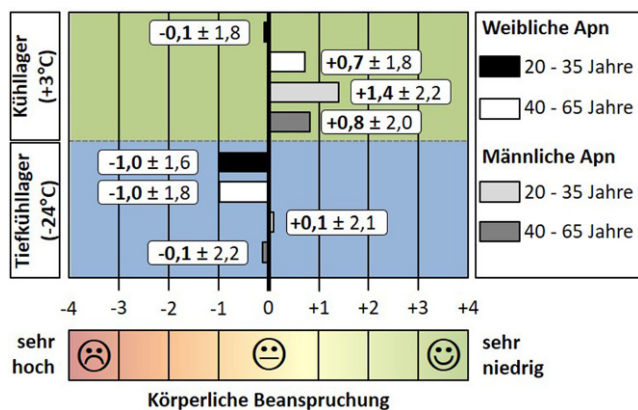 Kühllager
(+3°C)
-0,1 ± 1,8
+0,7 ± 1,8
+1,4 ± 2,2
+0,8 ± 2,0
Tiefkühllager
(-24°C)
-1,0 ± 1,6
-1,0 ± 1,8
+0,1 ± 2,1
-0,1 ± 2,2
-4 -3 -2 -1 0 +1 +2 +3 +4
sehr
hoch
sehr
niedrig
Körperliche Beanspruchung
Weibliche Apn
20 - 35 Jahre
40 - 65 Jahre
Männliche Apn
20 - 35 Jahre
40 - 65 Jahre